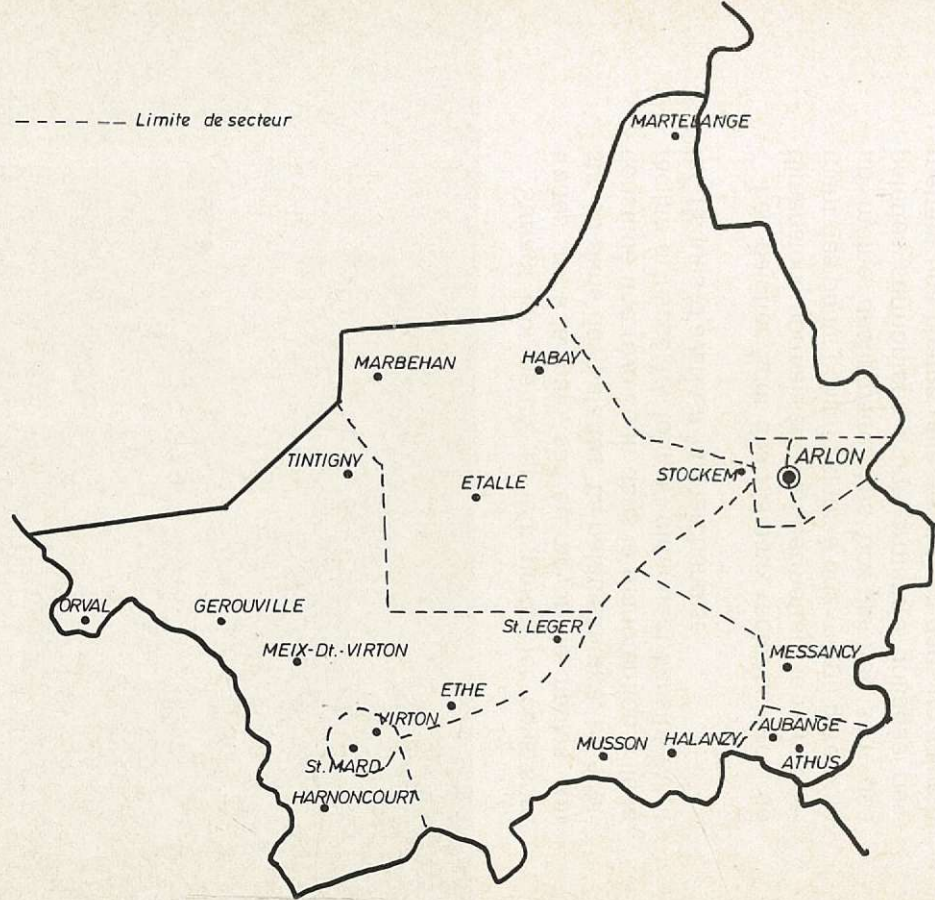 Limite de secteur
MARTELANGE
MARBEHAN
HABAY
TINTIGNY
ETALLE
STOCKEM
ARLON
ORVAL
GEROUVILLE
St. LEGER
MEIX-Dt.-VIRTON
MESSANCY
ETHE
VIRTON
AUBANGE
MUSSON
HALANZY
ATHUS
St. MARD
HARNONCOURT